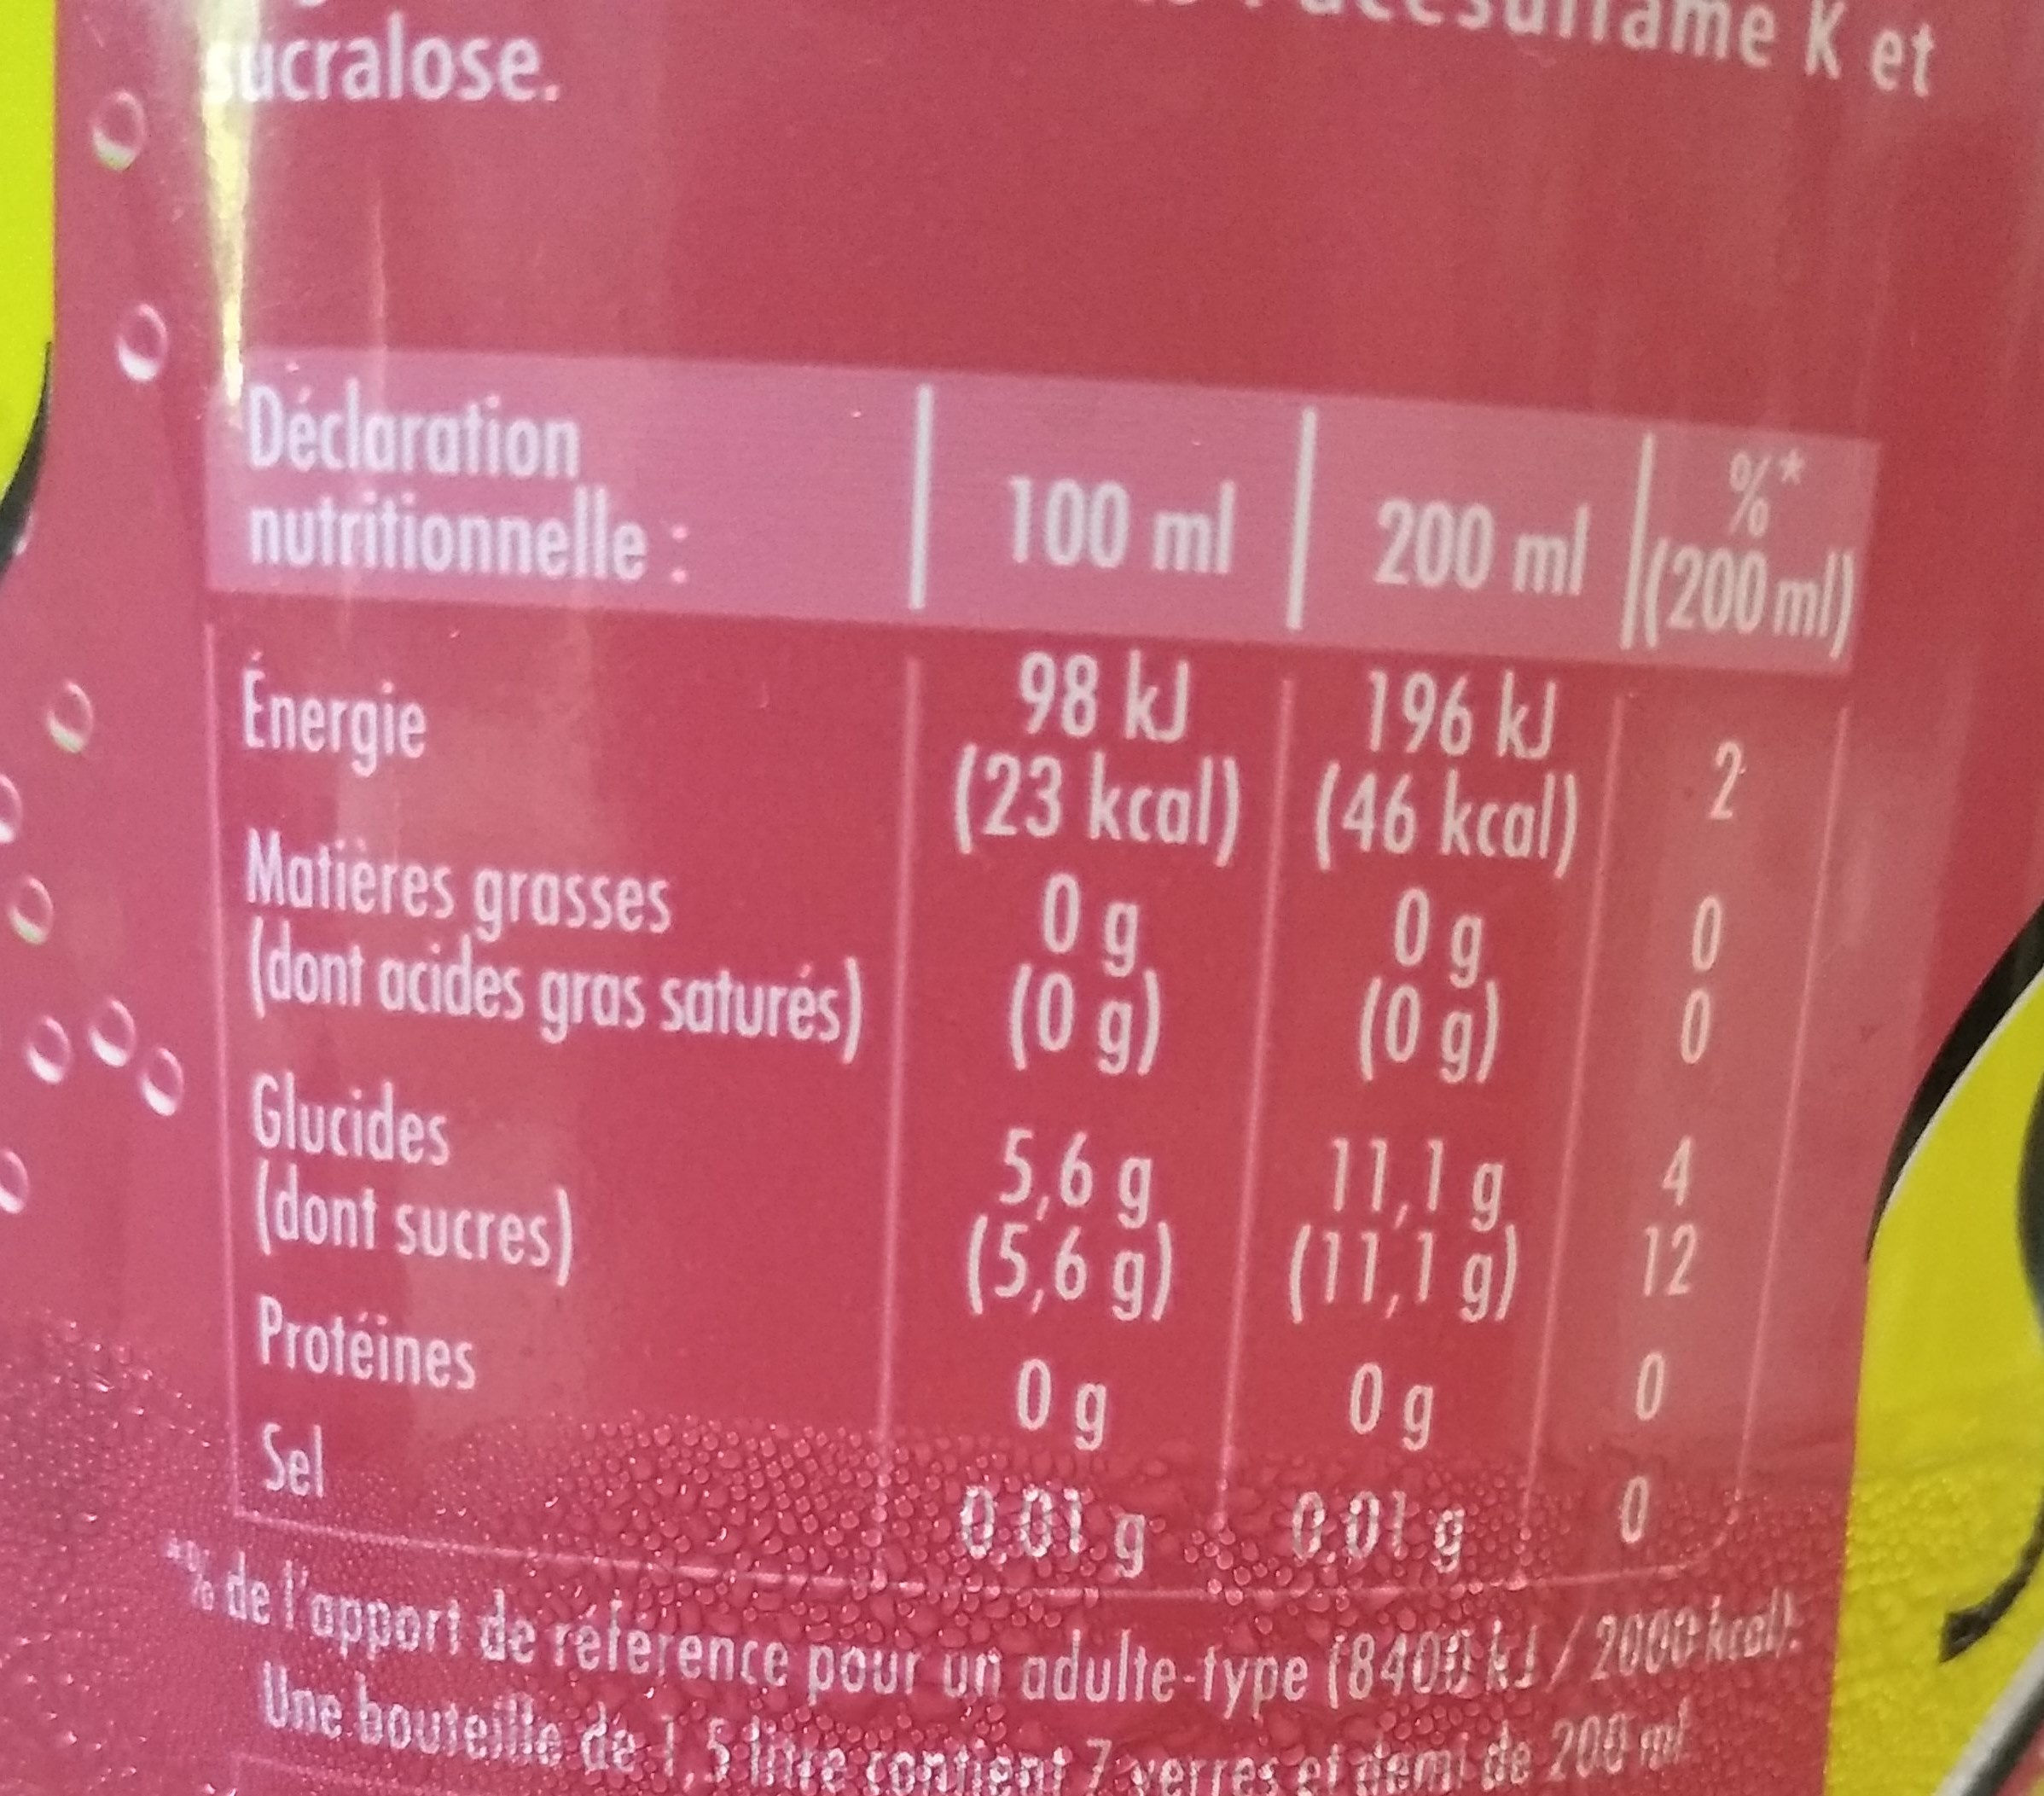 acesulfame K et
sucralose.
Déclaration
nutritionnelle :
100 ml
200 ml
%*
(200 ml)
Énergie
98 kJ
196 kJ
2
(23 kcal)
(46 kcal)
Matières grasses
0 g
0 g
0
(dont acides gras saturés)
(0 g)
(0 g)
0
Glucides
5,6 g
11,1 g
4
(dont sucres)
(5,6 g)
(11,1 g)
12
Protéines
0 g
0 g
0
Sel
0,01 g
0,01 g
0
*% de l'apport de référence pour un adulte-type (8400 kJ / 2000 kcal).
Une bouteille de 1,5 litre contient 7 verres et demi de 200 ml